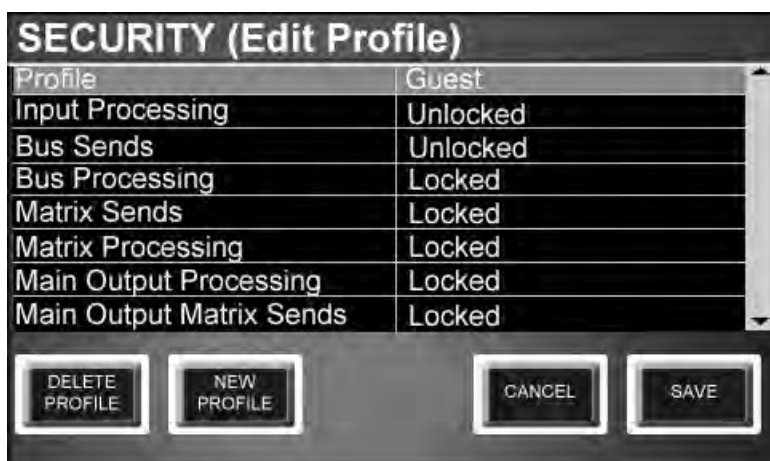 SECURITY (Edit Profile)
Profile Guest
Input Processing Unlocked
Bus Sends Unlocked
Bus Processing Locked
Matrix Sends Locked
Matrix Processing Locked
Main Output Processing Locked
Main Output Matrix Sends Locked
DELETE PROFILE NEW PROFILE CANCEL SAVE